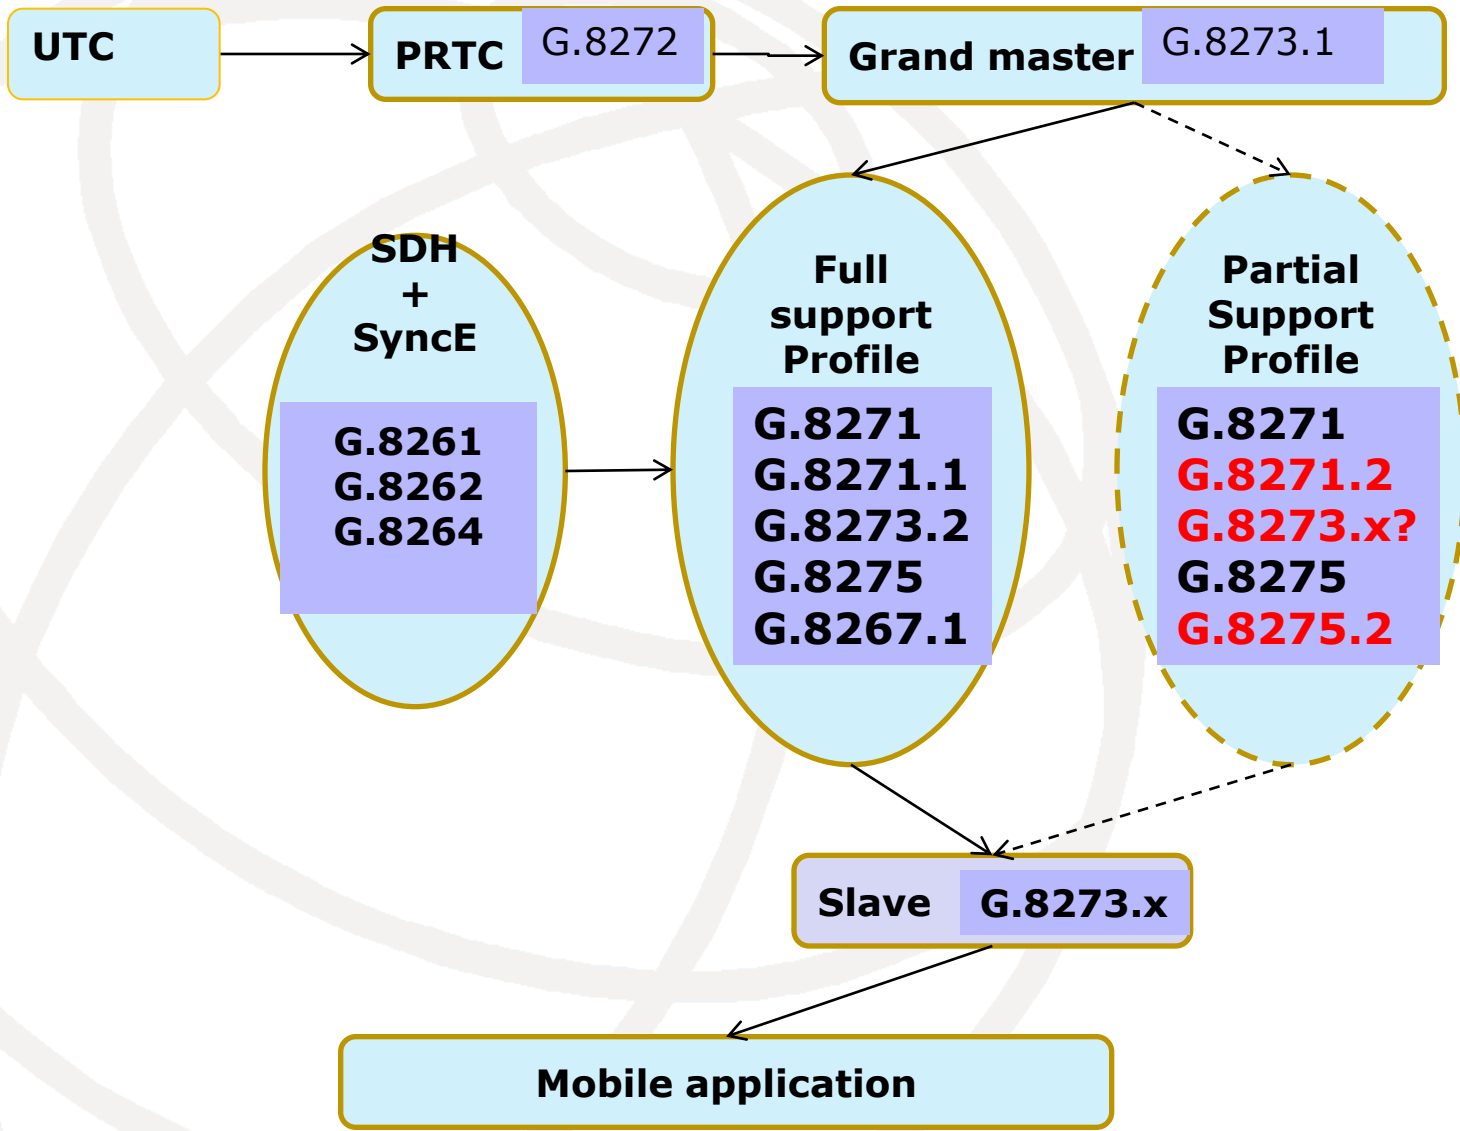 UTC
PRTC G.8272
Grand master G.8273.1
SDH
+
SyncE
G.8261
G.8262
G.8264
Full
support
Profile
G.8271
G.8271.1
G.8273.2
G.8275
G.8267.1
Partial
Support
Profile
G.8271
G.8271.2
G.8273.x?
G.8275
G.8275.2
Slave G.8273.x
Mobile application